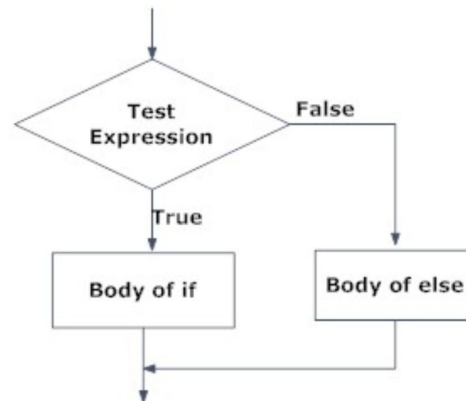 Test
Expression
False
True
Body of if
Body of else